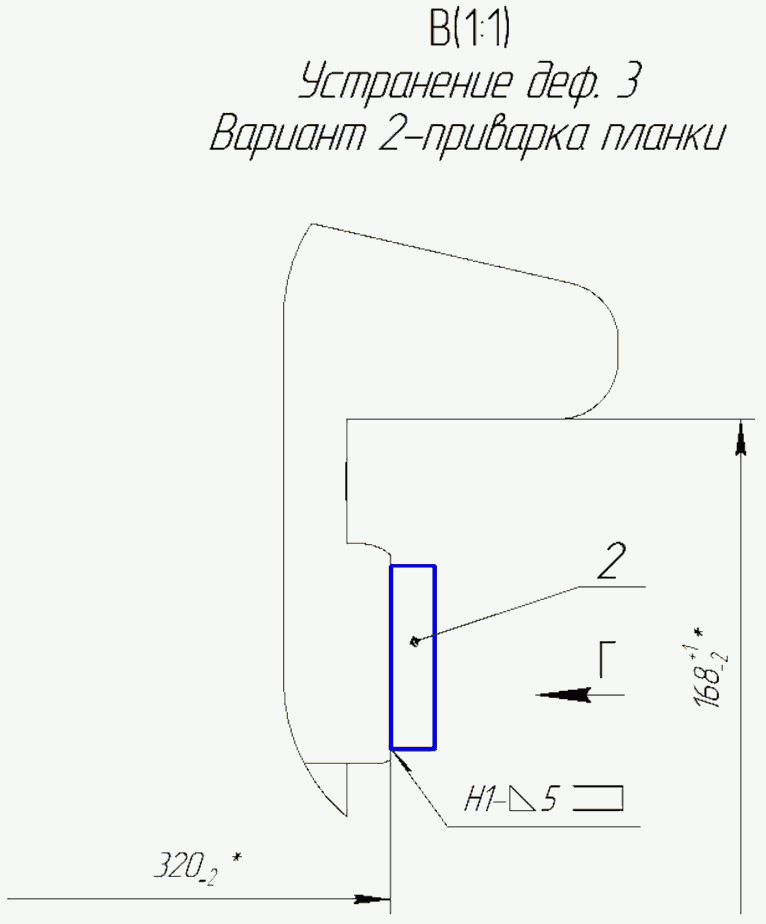 В(1:1)
Устранение деф. 3
Вариант 2-приварка планки
2
Г
168+1-2*
Н1-◺5
320-2*